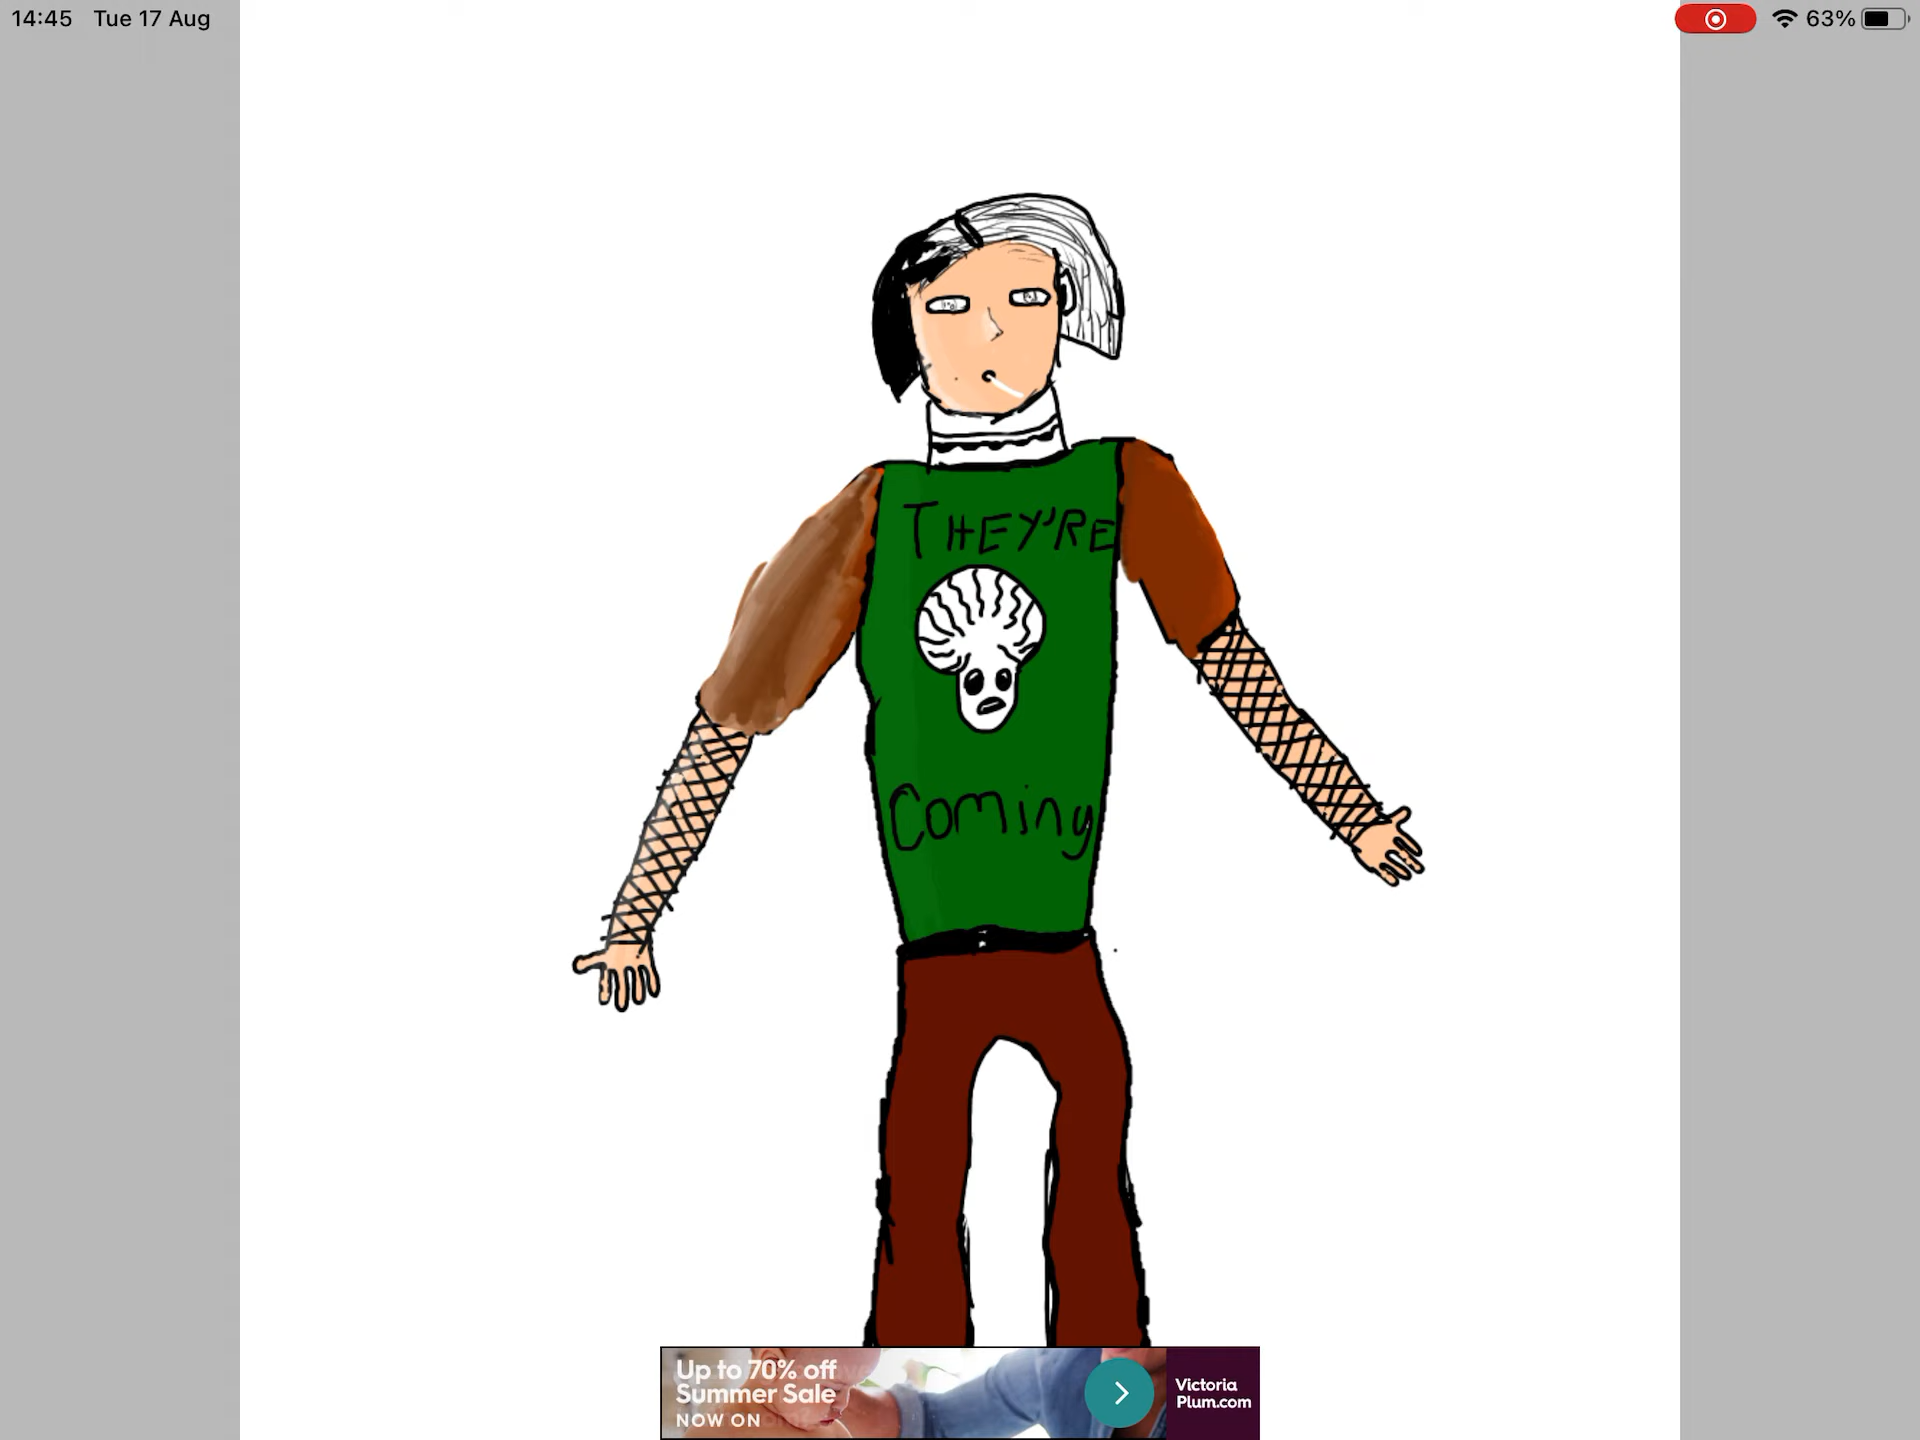 14:45 Tue 17 Aug 63%
THEY'RE
Coming
Up to 70% off
Summer Sale
NOW ON
Victoria
Plum.com